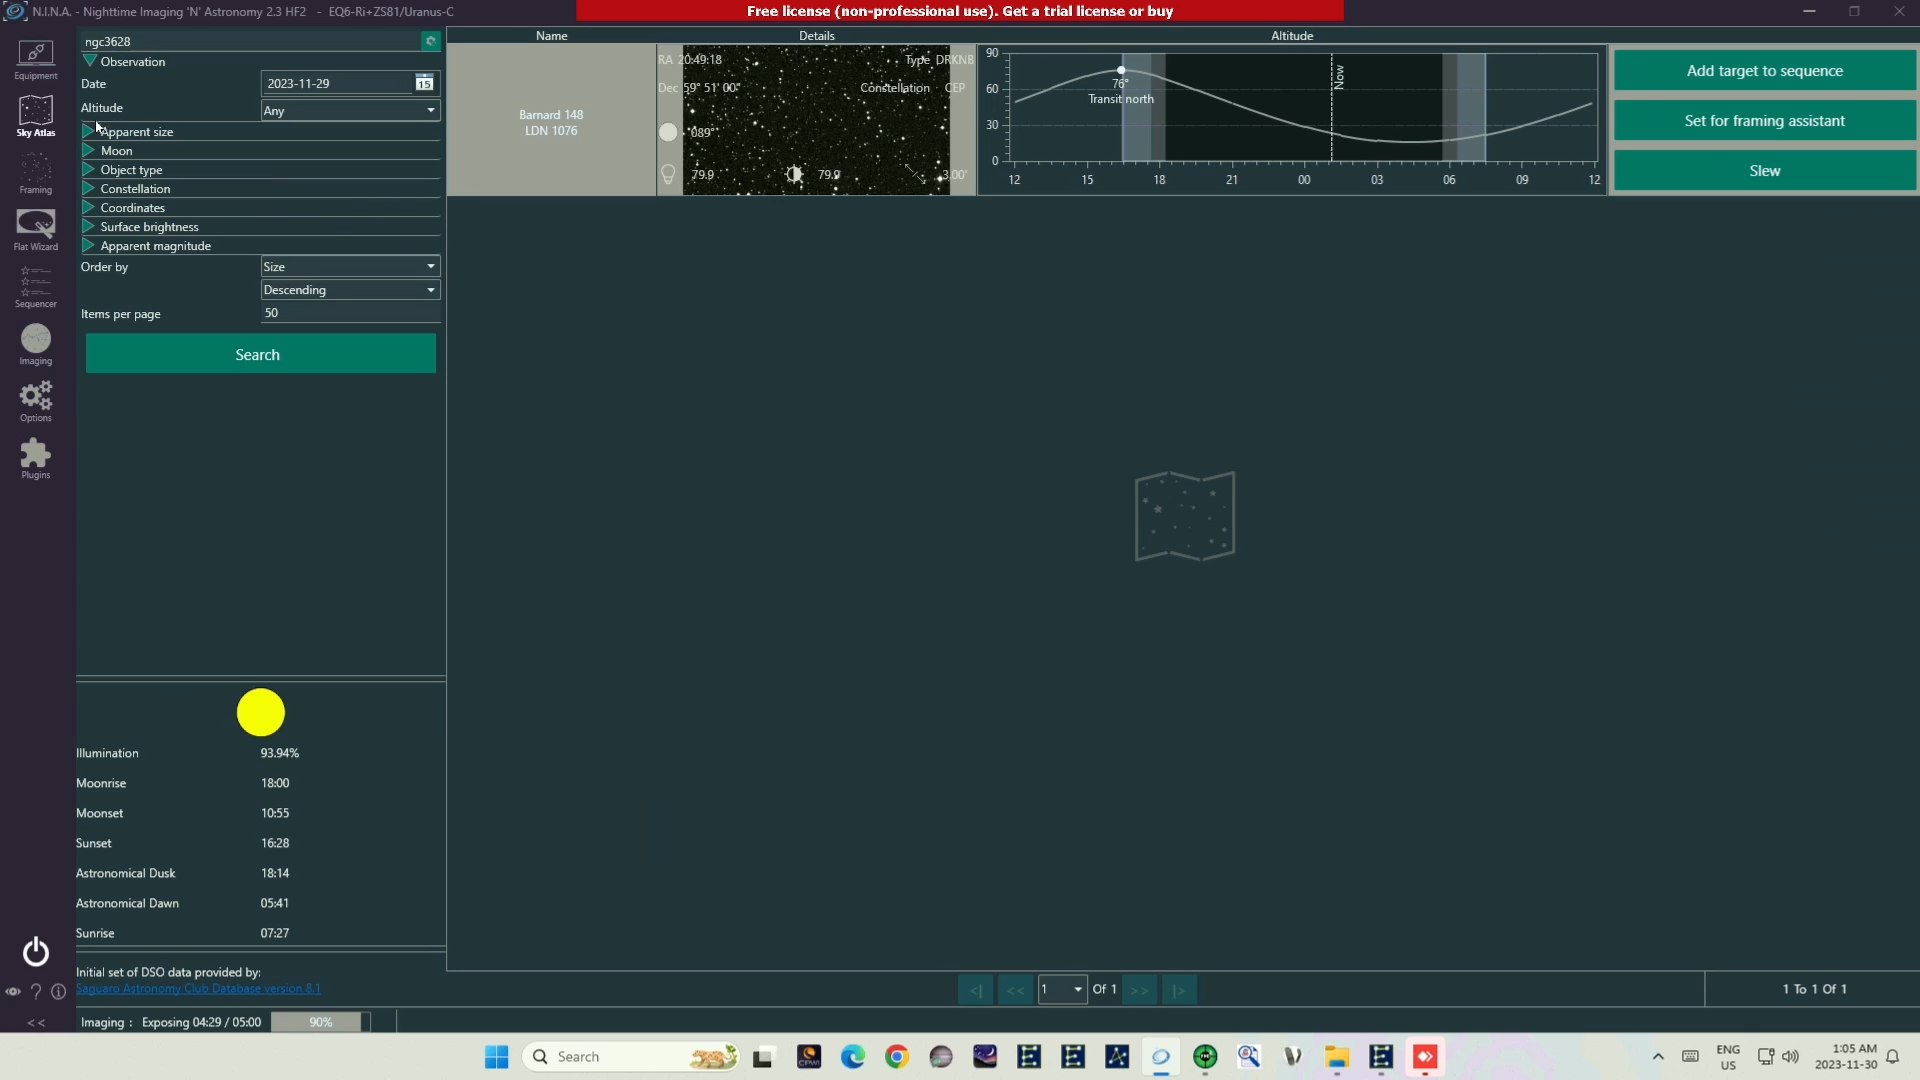 N.I.N.A. - Nighttime Imaging 'N' Astronomy 2.3 HF2 - EQ6-Ri+ZS81/Uranus-C
Free license (non-professional use). Get a trial license or buy
Equipment
Sky Atlas
Framing
Flat Wizard
Sequencer
Imaging
Options
Plugins
<<
ngc3628
Observation
Date 2023-11-29 15
Altitude Any
Apparent size
Moon
Object type
Constellation
Coordinates
Surface brightness
Apparent magnitude
Order by Size
Descending
Items per page 50
Search
Illumination 93.94%
Moonrise 18:00
Moonset 10:55
Sunset 16:28
Astronomical Dusk 18:14
Astronomical Dawn 05:41
Sunrise 07:27
Initial set of DSO data provided by:
Saguaro Astronomy Club Database version 8.1
Imaging : Exposing 04:29 / 05:00 90%
Name Details Altitude
Barnard 148
LDN 1076
RA 20:49:18 Type DRKNB
Dec 59° 51' 00" Constellation CEP
089°
79.9 79.9 3.00'
90
60
30
0
76°
Transit north
Now
12 15 18 21 00 03 06 09 12
Add target to sequence
Set for framing assistant
Slew
<| << 1 Of 1 >> |>
1 To 1 Of 1
Search
CPWI
ENG
US
1:05 AM
2023-11-30